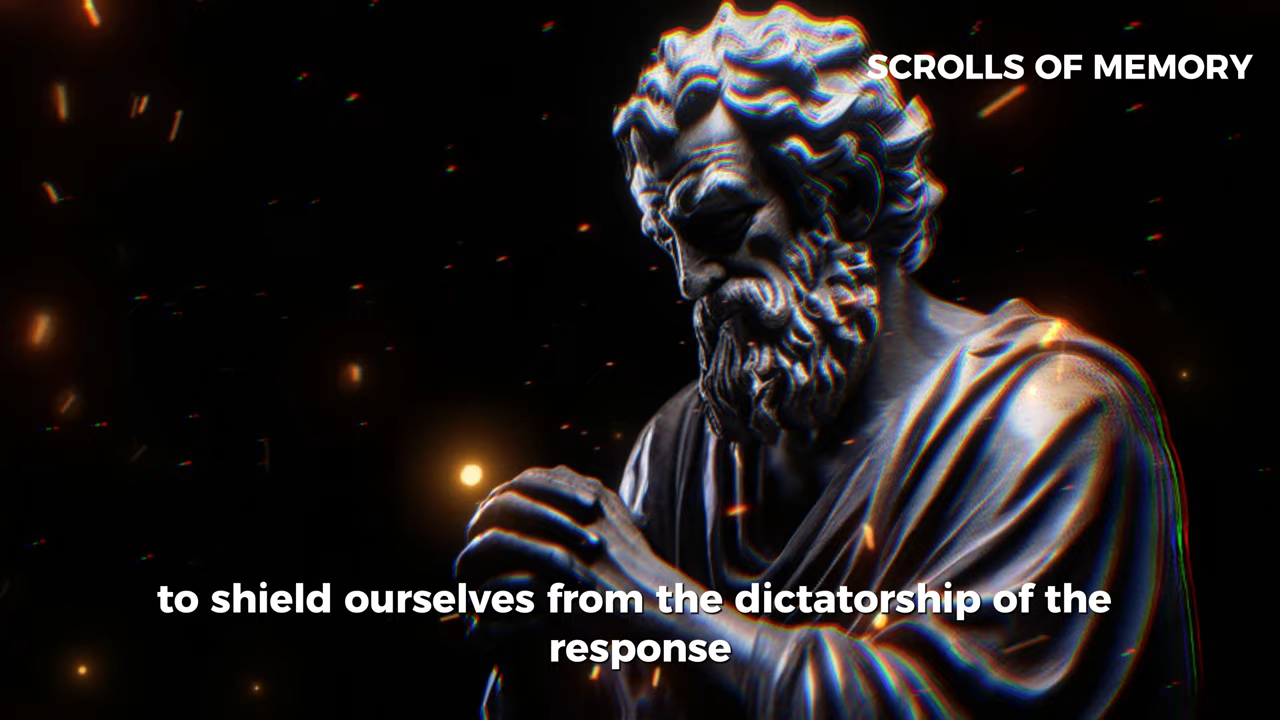 SCROLLS OF MEMORY
to shield ourselves from the dictatorship of the
response